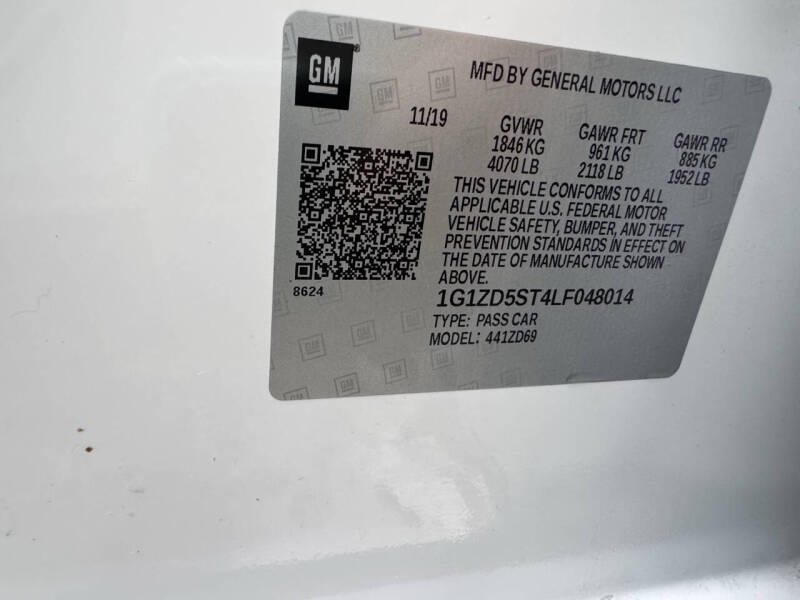 GM
MFD BY GENERAL MOTORS LLC
11/19
GVWR GAWR FRT GAWR RR
1846 KG 961 KG 885 KG
4070 LB 2118 LB 1952 LB
THIS VEHICLE CONFORMS TO ALL
APPLICABLE U.S. FEDERAL MOTOR
VEHICLE SAFETY, BUMPER, AND THEFT
PREVENTION STANDARDS IN EFFECT ON
THE DATE OF MANUFACTURE SHOWN
ABOVE.
8624
1G1ZD5ST4LF048014
TYPE: PASS CAR
MODEL: 441ZD69